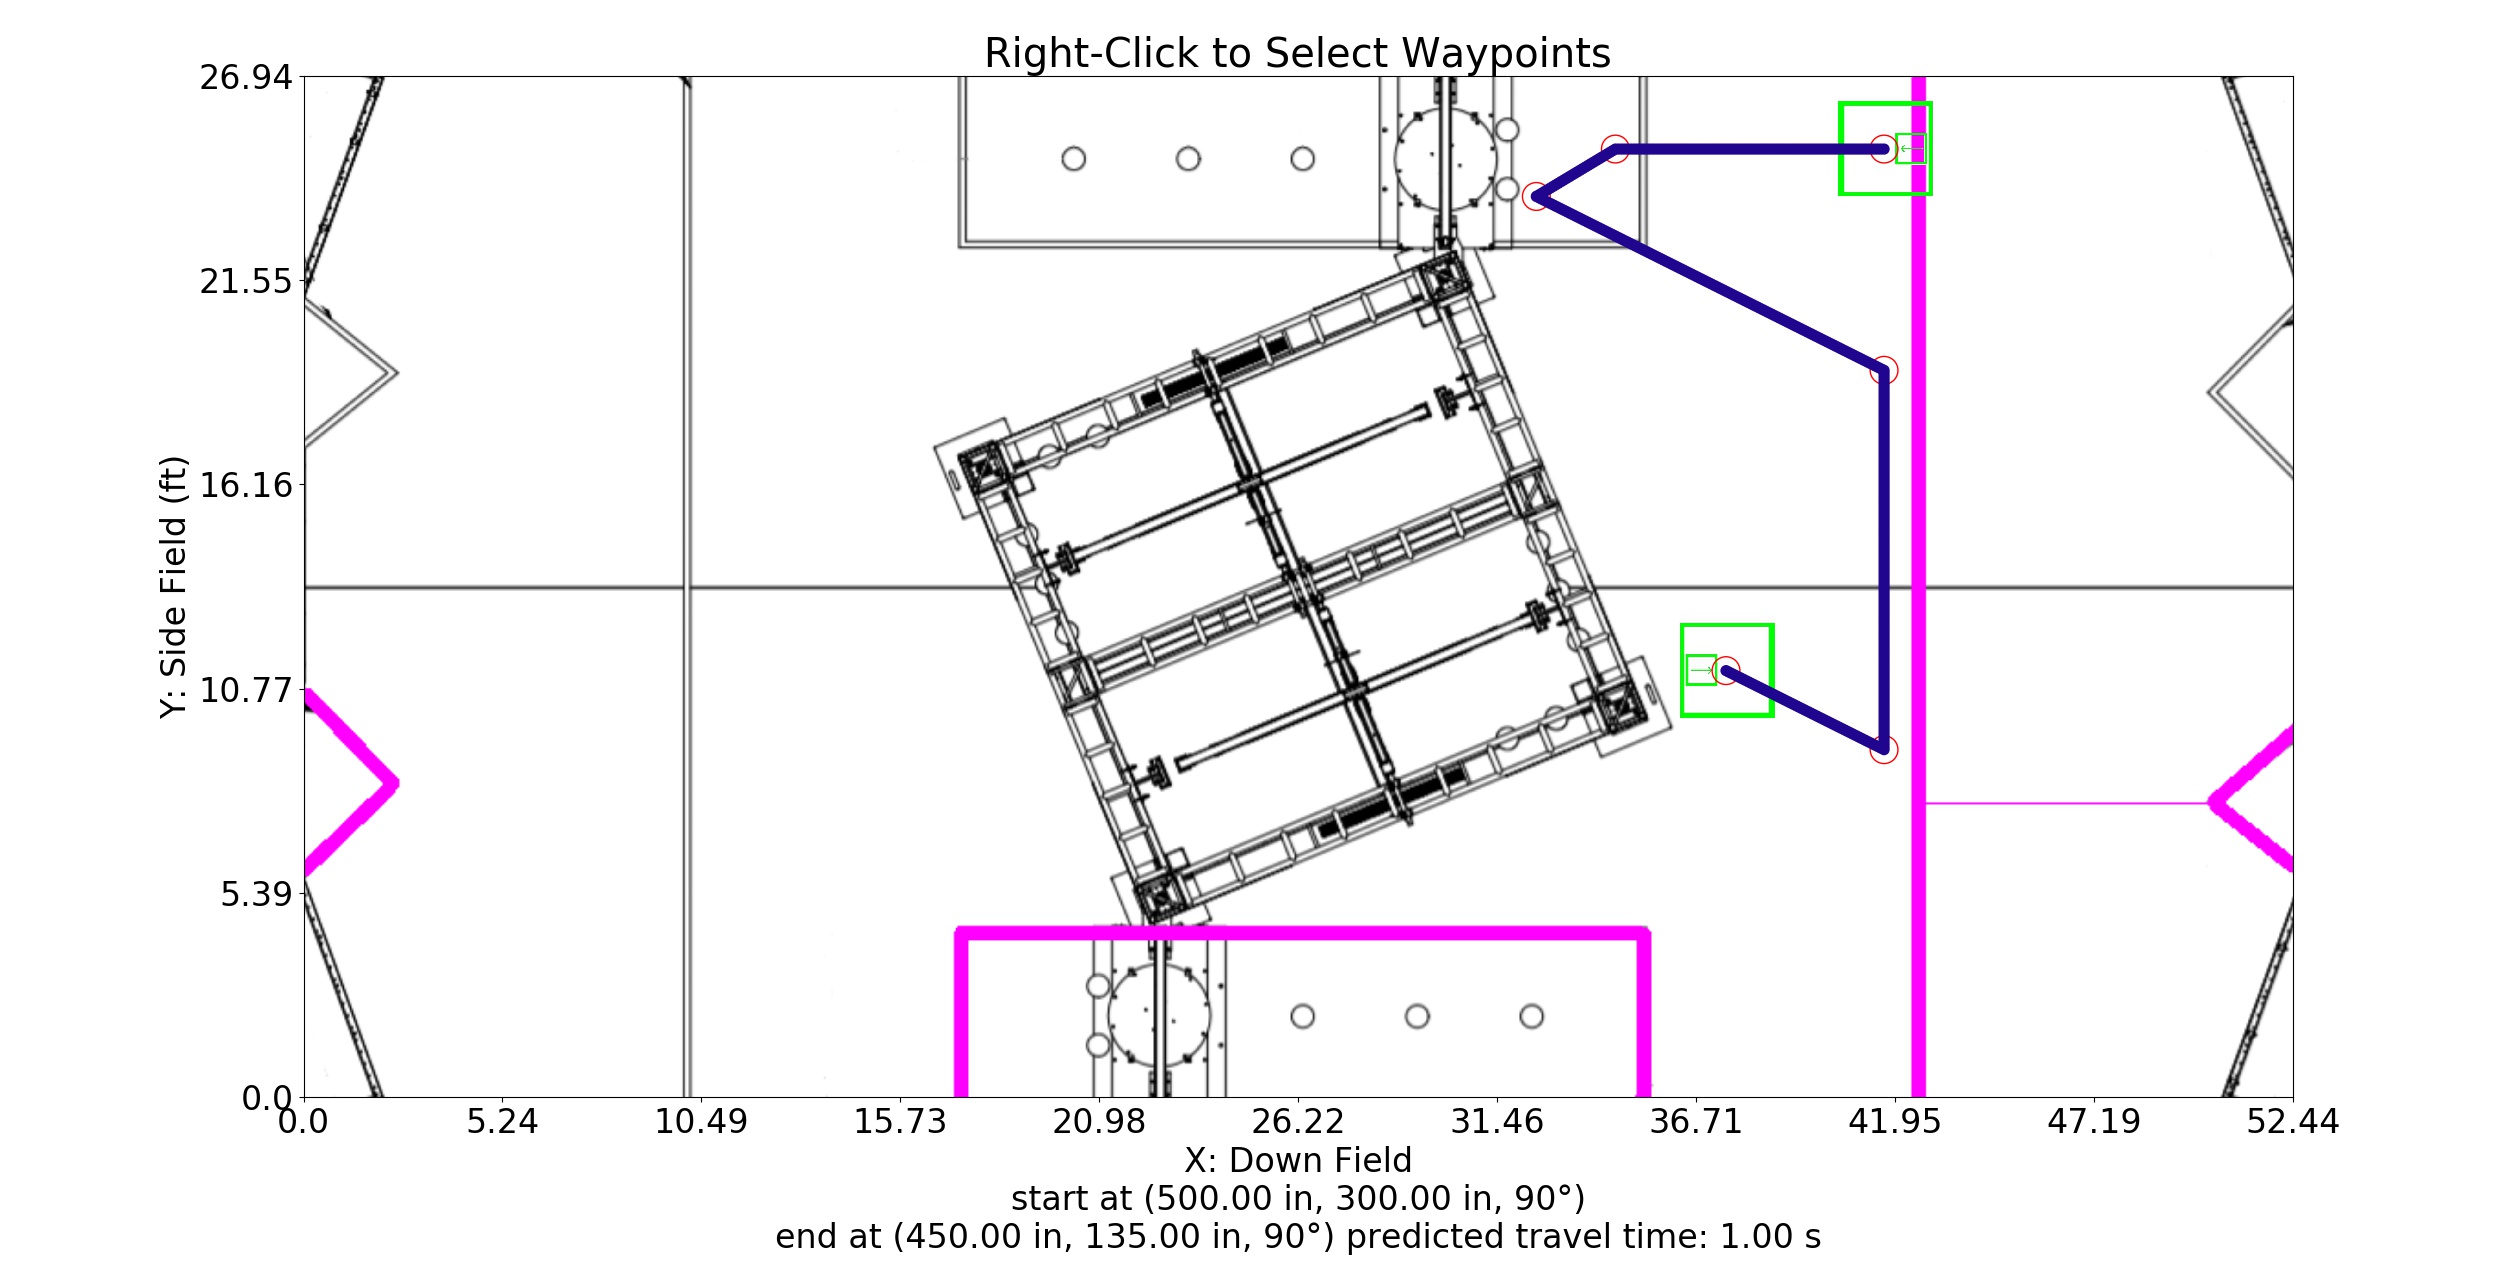 Right-Click to Select Waypoints
26.94
21.55
16.16
10.77
5.39
0.0
Y: Side Field (ft)
0.0 5.24 10.49 15.73 20.98 26.22 31.46 36.71 41.95 47.19 52.44
X: Down Field
start at (500.00 in, 300.00 in, 90°)
end at (450.00 in, 135.00 in, 90°) predicted travel time: 1.00 s